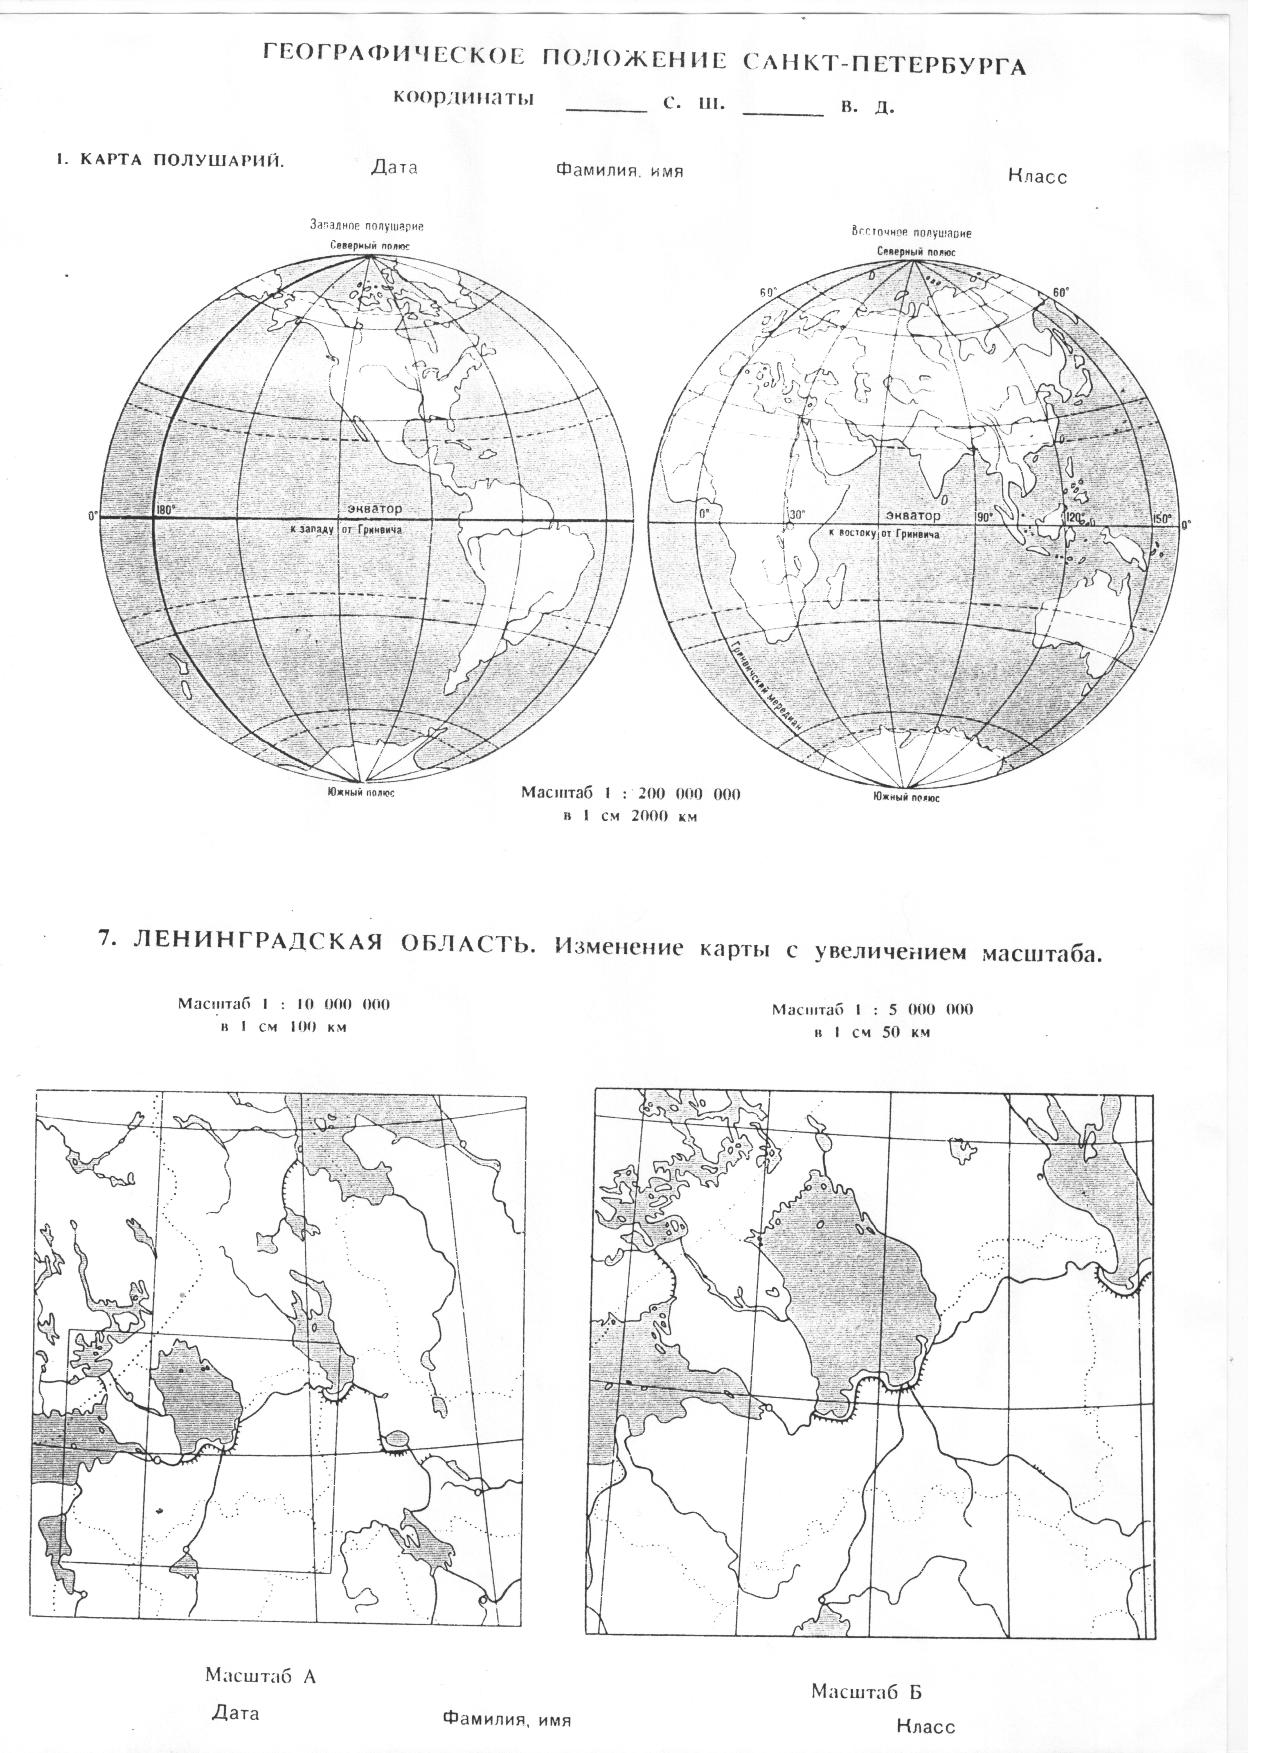 ГЕОГРАФИЧЕСКОЕ ПОЛОЖЕНИЕ САНКТ-ПЕТЕРБУРГА
координаты ______ с. ш. ______ в. д.
1. КАРТА ПОЛУШАРИЙ.
Дата
Фамилия, имя
Класс
Западное полушарие
Северный полюс
Восточное полушарие
Северный полюс
60°
60°
0°
180°
экватор
к западу от Гринвича
0°
30°
экватор
к востоку от Гринвича
90°
120°
150°
0°
Гринвичский меридиан
Южный полюс
Масштаб 1 : 200 000 000
в 1 см 2000 км
Южный полюс
7. ЛЕНИНГРАДСКАЯ ОБЛАСТЬ. Изменение карты с увеличением масштаба.
Масштаб 1 : 10 000 000
в 1 см 100 км
Масштаб 1 : 5 000 000
в 1 см 50 км
Масштаб А
Масштаб Б
Дата
Фамилия, имя
Класс